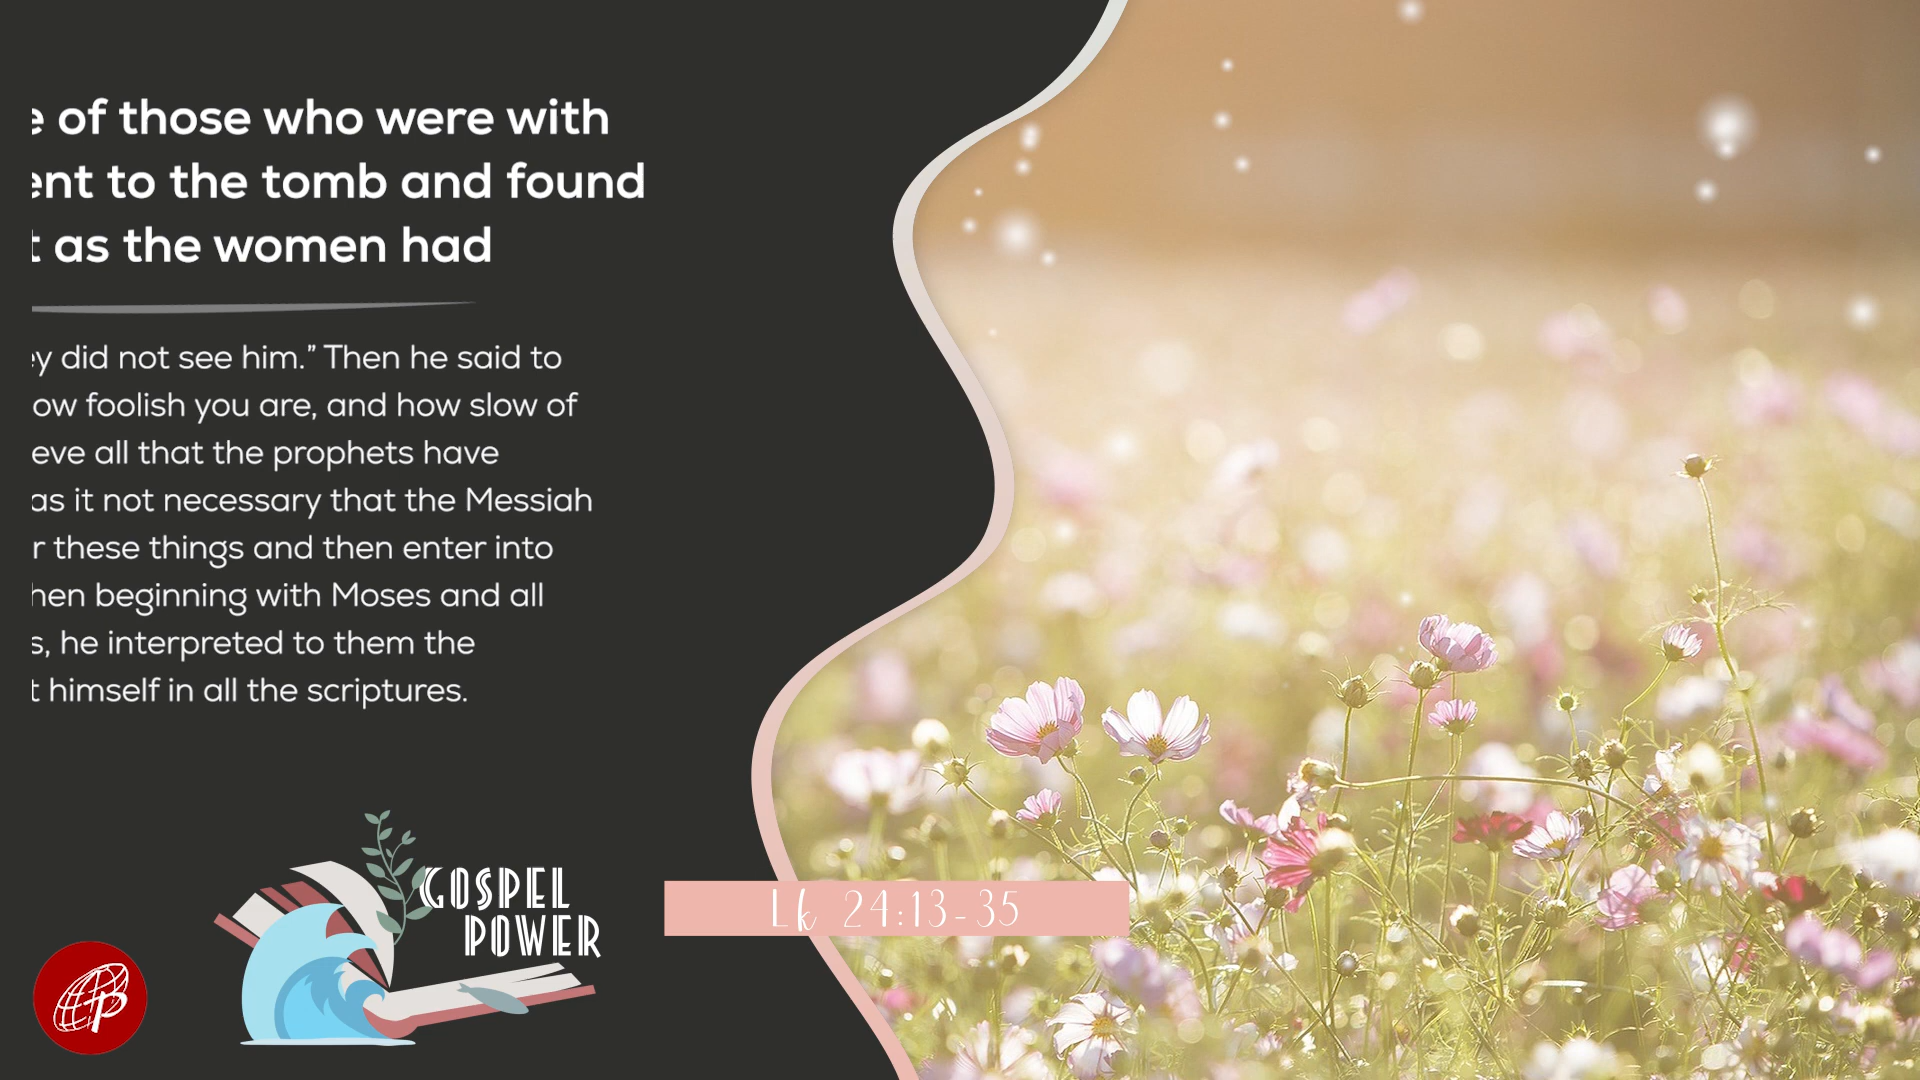 e of those who were with
ent to the tomb and found
t as the women had
ey did not see him.” Then he said to
ow foolish you are, and how slow of
eve all that the prophets have
as it not necessary that the Messiah
r these things and then enter into
hen beginning with Moses and all
s, he interpreted to them the
t himself in all the scriptures.
GOSPEL
POWER
Lk 24:13-35